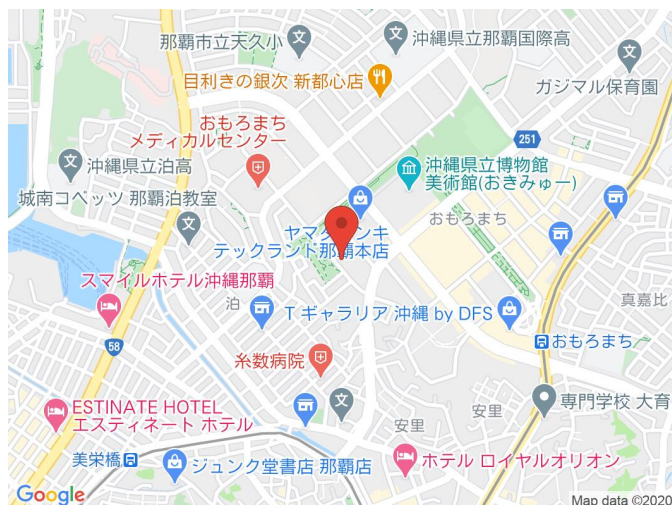 那覇市立天久小
沖縄県立那覇国際高
目利きの銀次 新都心店
ガジマル保育園
おもろまち
メディカルセンター
251
沖縄県立泊高
沖縄県立博物館
美術館(おきみゅー)
城南コベッツ 那覇泊教室
おもろまち
テックランド那覇本店
スマイルホテル沖縄那覇
泊
真嘉比
T ギャラリア 沖縄 by DFS
58
おもろまち
糸数病院
ESTINATE HOTEL
エスティネート ホテル
安里
安里
専門学校 大育
美栄橋
ジュンク堂書店 那覇店
ホテル ロイヤルオリオン
Google
Map data ©2020